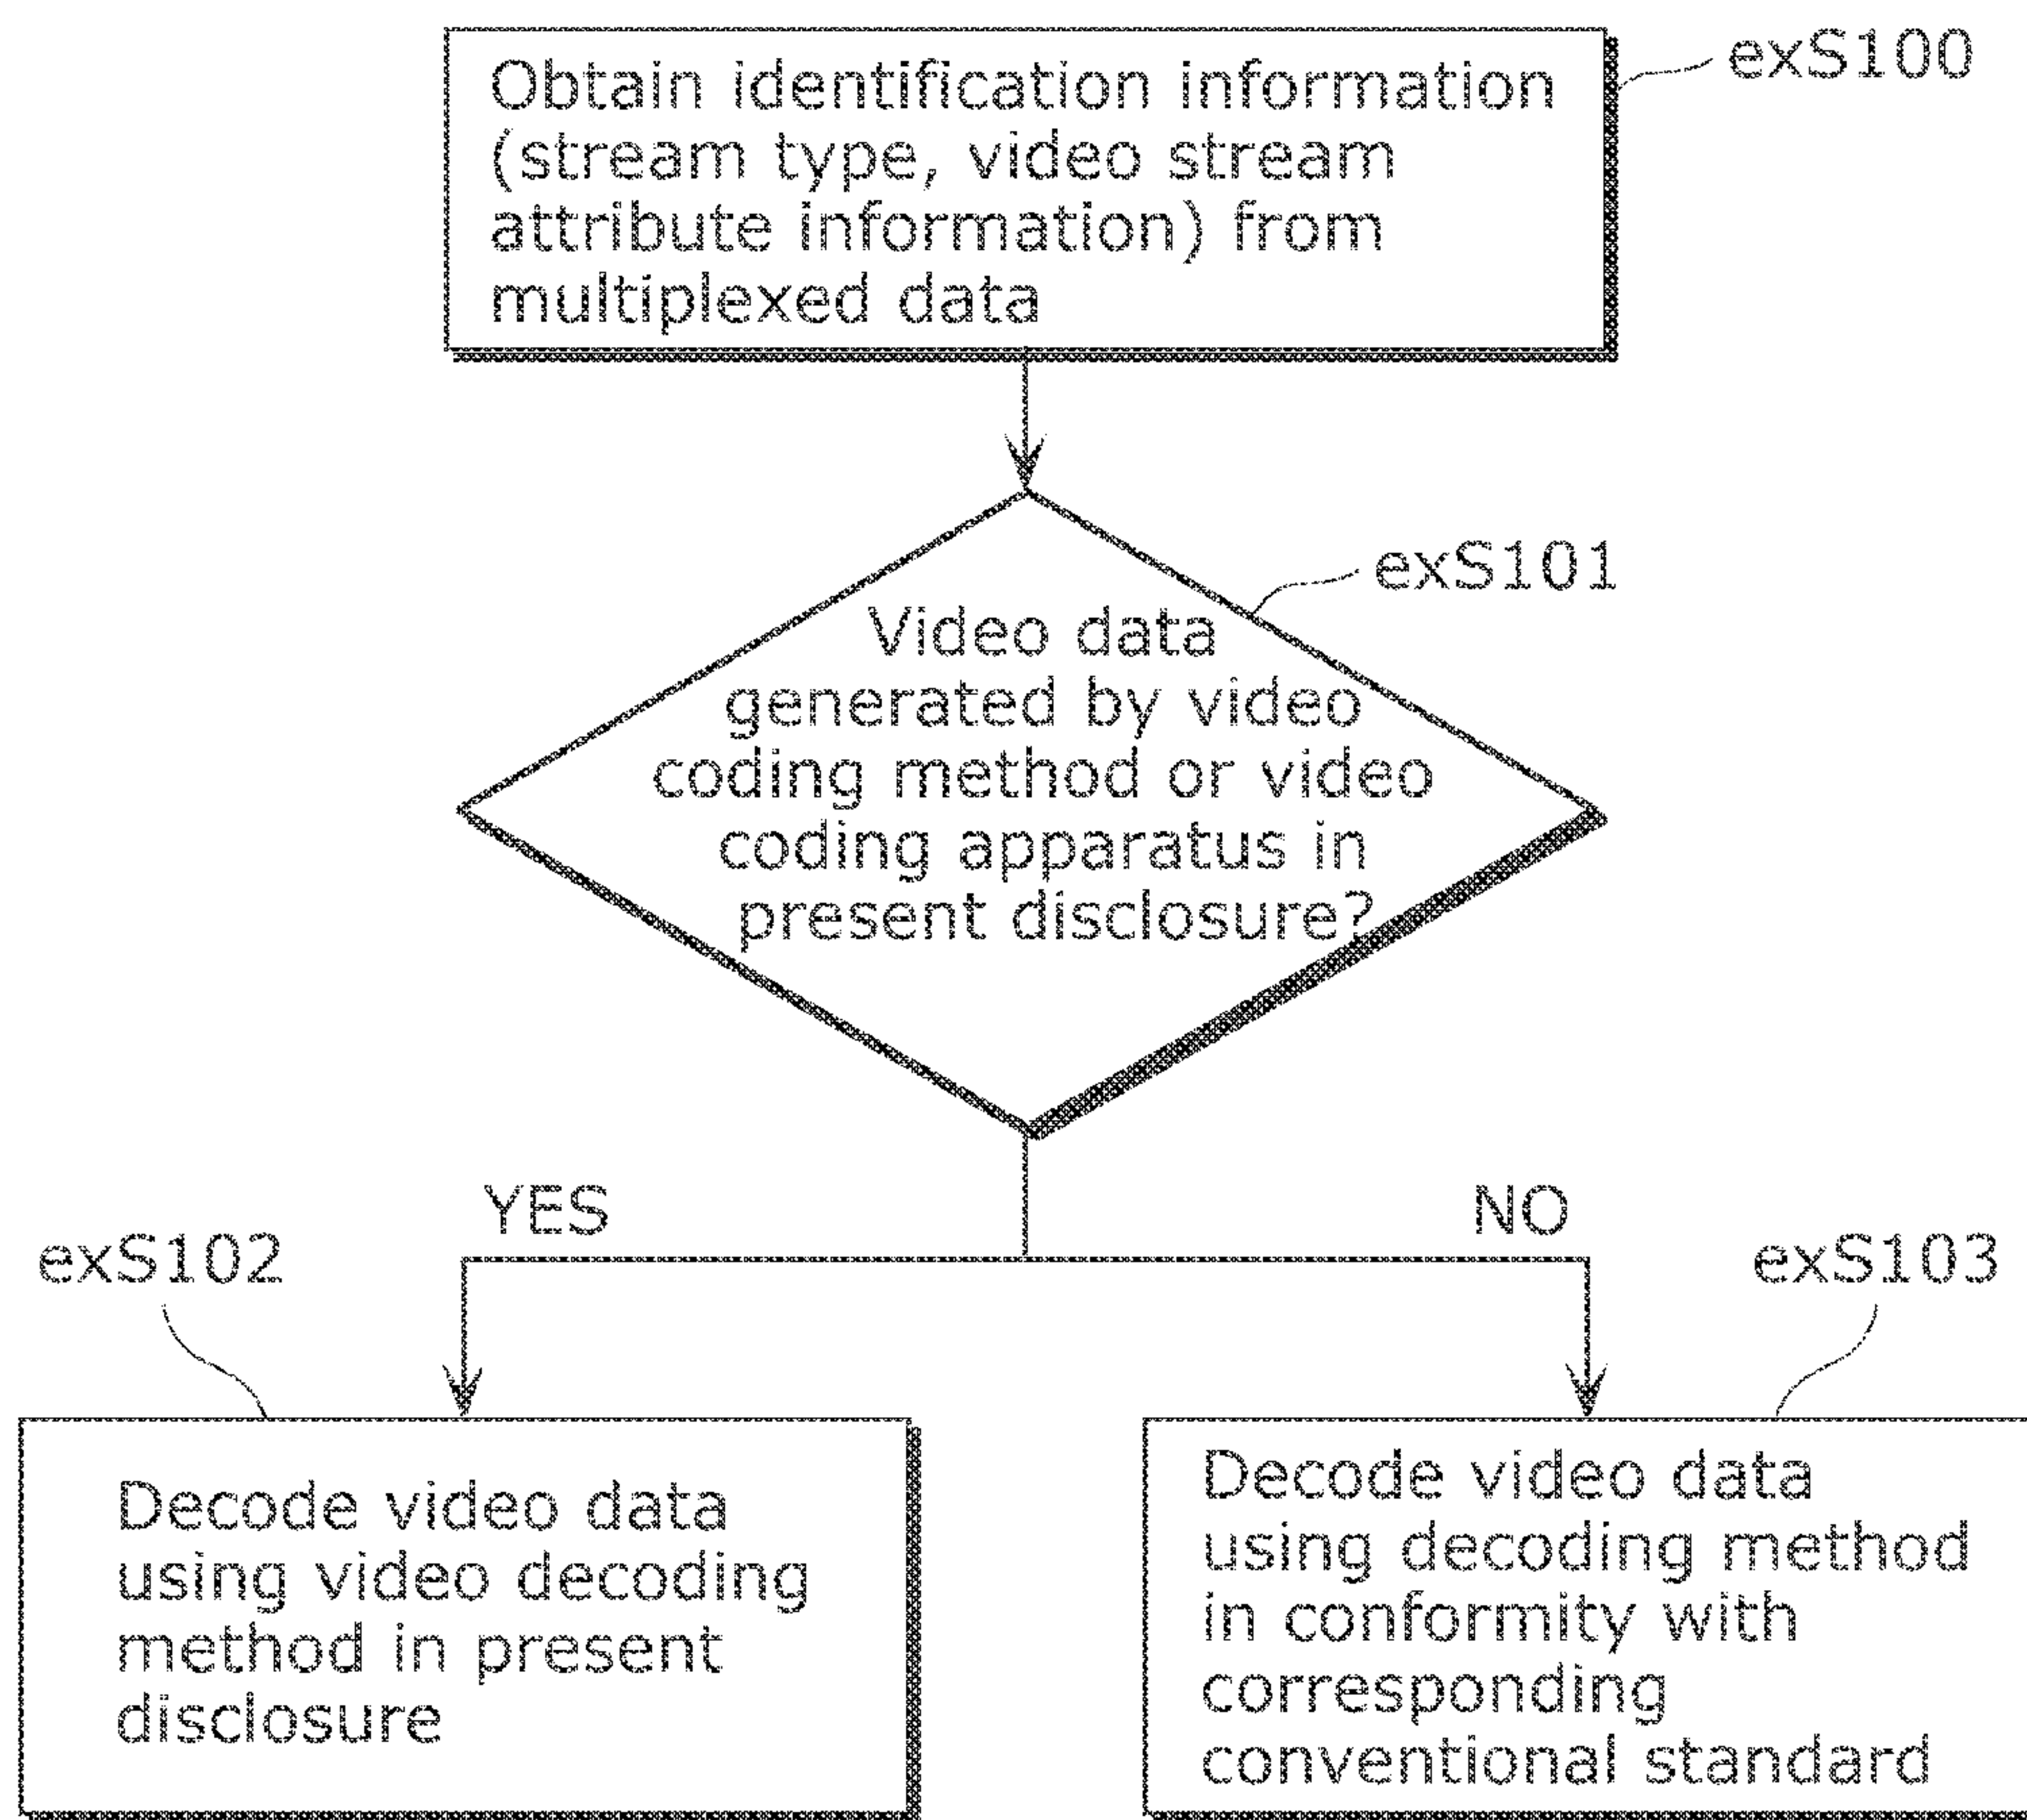 exS100
Obtain identification information
(stream type, video stream
attribute information) from
multiplexed data
exS101
Video data
generated by video
coding method or video
coding apparatus in
present disclosure?
YES
NO
exS102
exS103
Decode video data
using video decoding
method in present
disclosure
Decode video data
using decoding method
in conformity with
corresponding
conventional standard